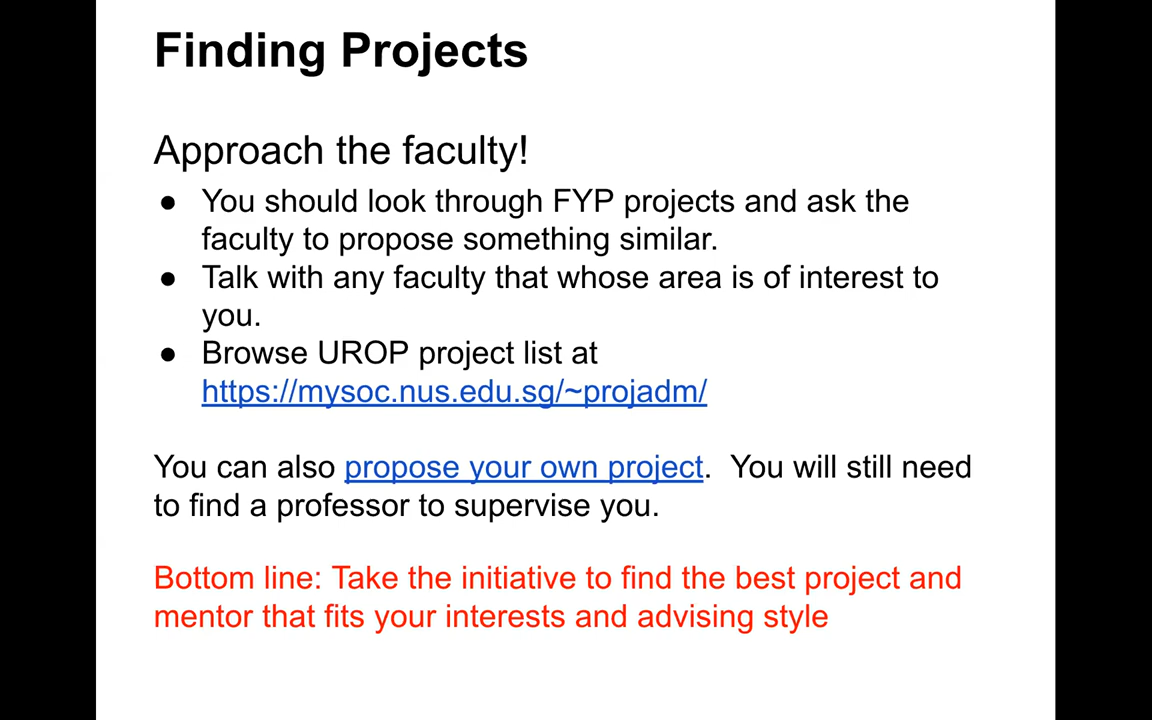 Finding Projects
Approach the faculty!
● You should look through FYP projects and ask the
faculty to propose something similar.
● Talk with any faculty that whose area is of interest to
you.
● Browse UROP project list at
https://mysoc.nus.edu.sg/~projadm/
You can also propose your own project.  You will still need
to find a professor to supervise you.
Bottom line: Take the initiative to find the best project and
mentor that fits your interests and advising style